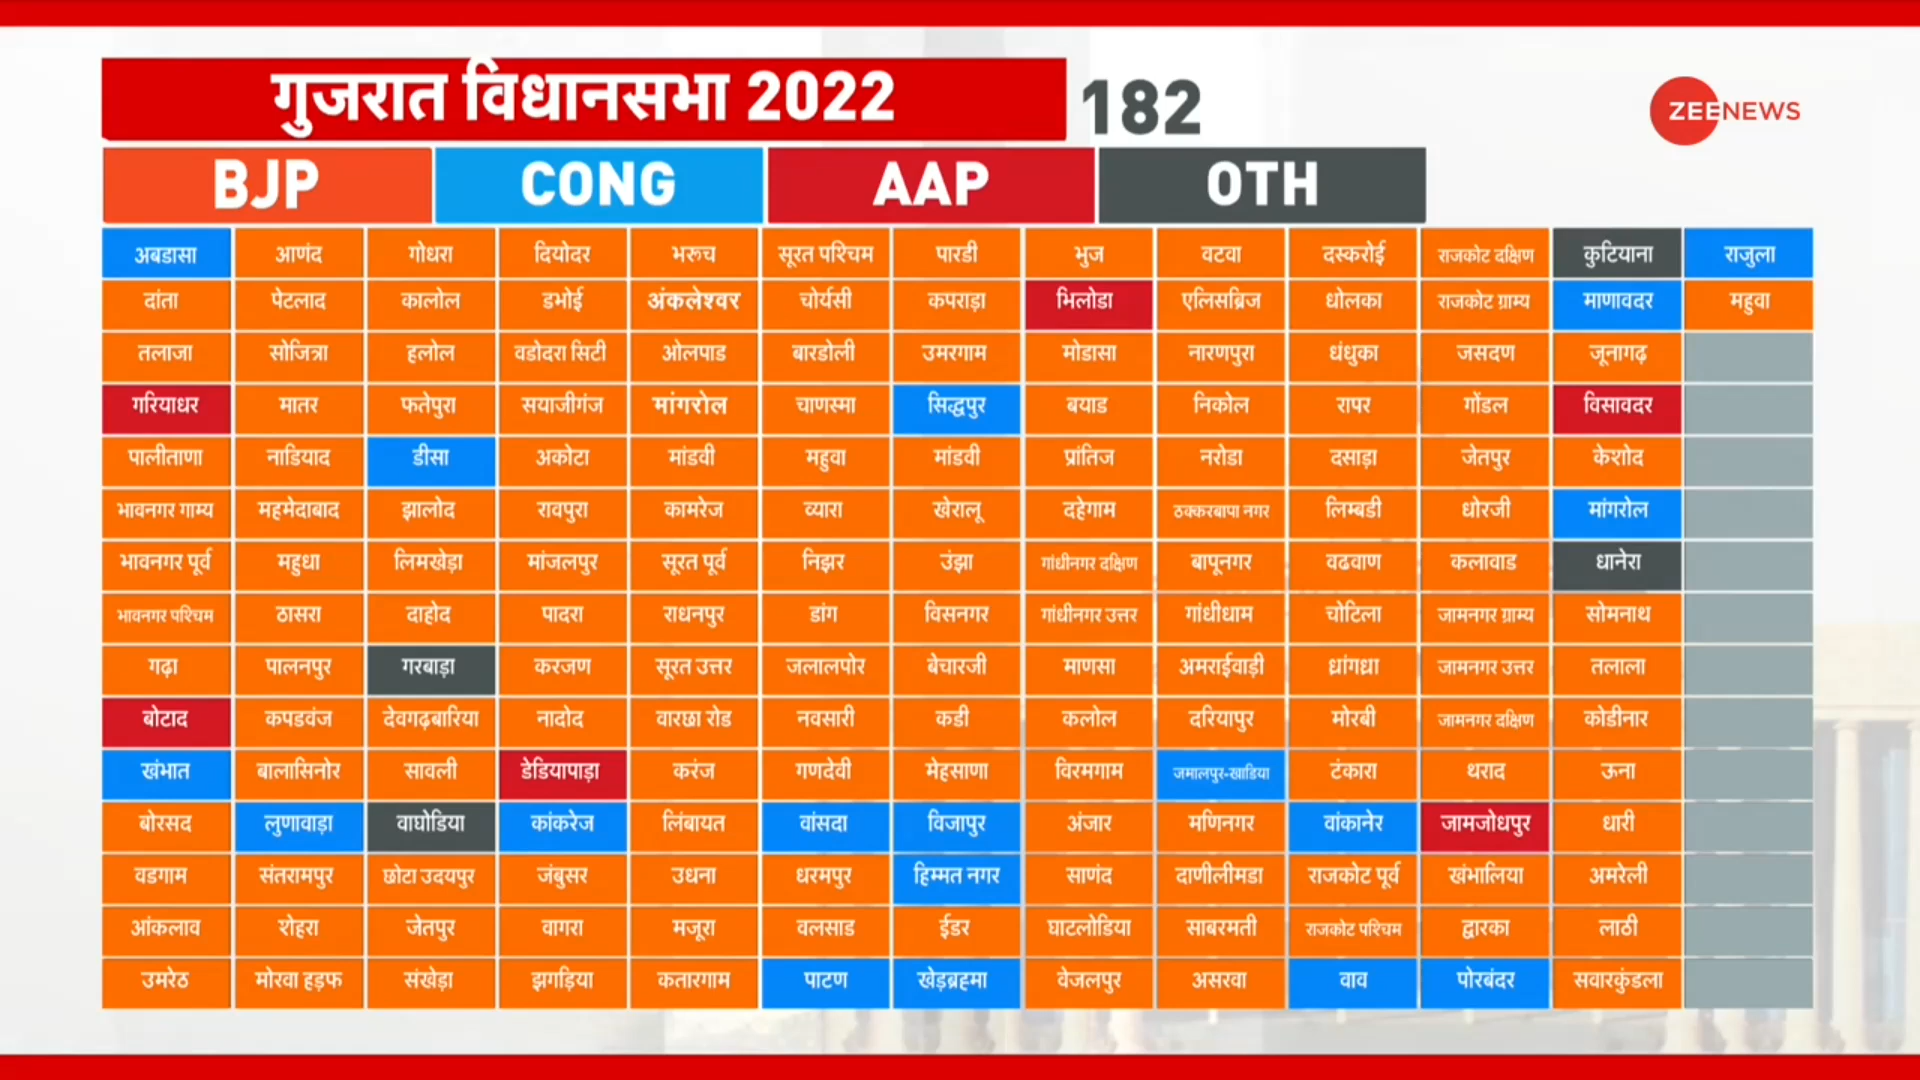 गुजरात विधानसभा 2022 182
ZEENEWS
BJP CONG AAP OTH
अबडासा आणंद गोधरा दियोदर भरूच सूरत पश्चिम पारडी भुज वटवा दस्करोई राजकोट दक्षिण कुटियाना राजुला
दांता पेटलाद कालोल डभोई अंकलेश्वर चोर्यसी कपराड़ा भिलोडा एलिसब्रिज धोलका राजकोट ग्राम्य माणावदर महुवा
तलाजा सोजित्रा हलोल वडोदरा सिटी ओलपाड बारडोली उमरगाम मोडासा नारणपुरा धंधुका जसदण जूनागढ़
गरियाधर मातर फतेपुरा सयाजीगंज मांगरोल चाणस्मा सिद्धपुर बयाड निकोल रापर गोंडल विसावदर
पालीताणा नाडियाद डीसा अकोटा मांडवी महुवा मांडवी प्रांतिज नरोडा दसाड़ा जेतपुर केशोद
भावनगर गाम्य महमेदाबाद झालोद रावपुरा कामरेज व्यारा खेरालू दहेगाम ठक्करबापा नगर लिम्बडी धोरजी मांगरोल
भावनगर पूर्व महुधा लिमखेड़ा मांजलपुर सूरत पूर्व निझर उंझा गांधीनगर दक्षिण बापूनगर वढवाण कलावाड धानेरा
भावनगर पश्चिम ठासरा दाहोद पादरा राधनपुर डांग विसनगर गांधीनगर उत्तर गांधीधाम चोटिला जामनगर ग्राम्य सोमनाथ
गढ़ा पालनपुर गरबाड़ा करजण सूरत उत्तर जलालपोर बेचारजी माणसा अमराईवाड़ी ध्रांगध्रा जामनगर उत्तर तलाला
बोटाद कपडवंज देवगढ़बारिया नादोद वारछा रोड नवसारी कडी कलोल दरियापुर मोरबी जामनगर दक्षिण कोडीनार
खंभात बालासिनोर सावली डेडियापाड़ा करंज गणदेवी मेहसाणा विरमगाम जमालपुर-खाडिया टंकारा थराद ऊना
बोरसद लुणावाड़ा वाघोडिया कांकरेज लिंबायत वांसदा विजापुर अंजार मणिनगर वांकानेर जामजोधपुर धारी
वडगाम संतरामपुर छोटा उदयपुर जंबुसर उधना धरमपुर हिम्मत नगर साणंद दाणीलीमडा राजकोट पूर्व खंभालिया अमरेली
आंकलाव शेहरा जेतपुर वागरा मजूरा वलसाड ईडर घाटलोडिया साबरमती राजकोट पश्चिम द्वारका लाठी
उमरेठ मोरवा हड़फ संखेड़ा झगड़िया कतारगाम पाटण खेड़ब्रह्मा वेजलपुर असरवा वाव पोरबंदर सवारकुंडला